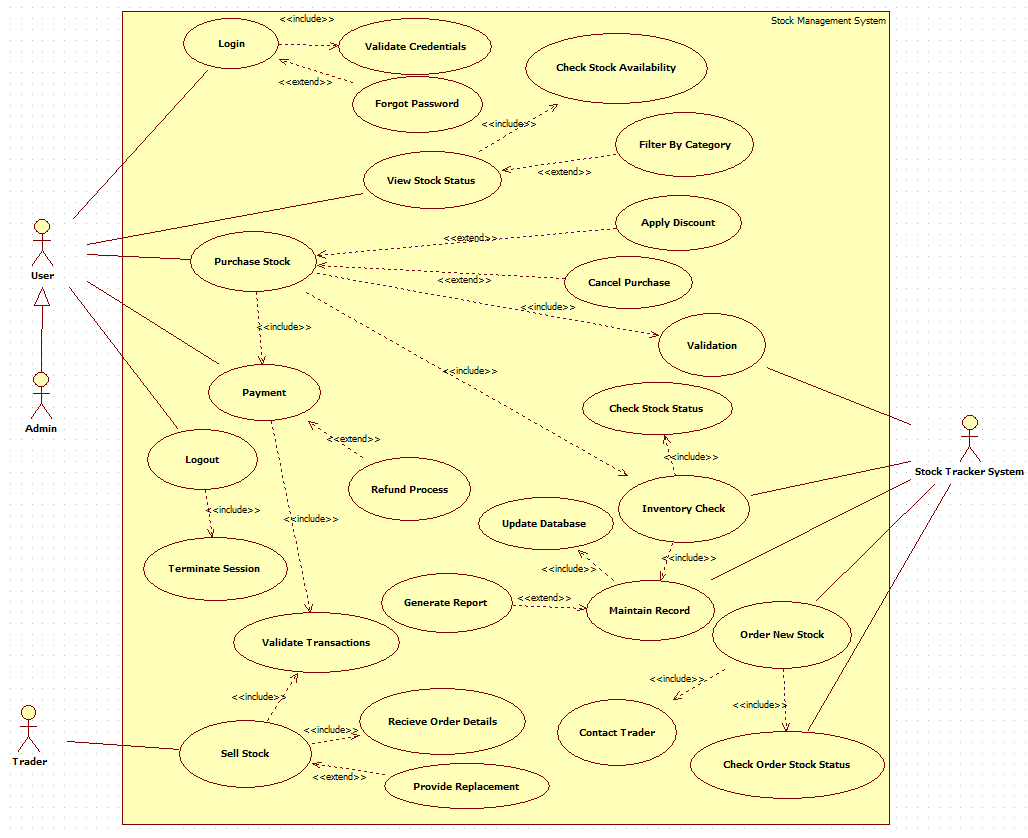 Stock Management System
<<include>>
Login
Validate Credentials
<<extend>>
Forgot Password
Check Stock Availability
<<include>>
Filter By Category
<<extend>>
View Stock Status
Apply Discount
<<extend>>
Purchase Stock
Cancel Purchase
<<extend>>
<<include>>
User
<<include>>
Validation
<<include>>
Payment
Check Stock Status
Admin
<<extend>>
Logout
<<include>>
Stock Tracker System
Refund Process
<<include>>
Inventory Check
<<include>>
Update Database
<<include>>
Terminate Session
<<include>>
Generate Report
<<extend>>
Maintain Record
Order New Stock
Validate Transactions
<<include>>
<<include>>
<<include>>
Recieve Order Details
<<include>>
Contact Trader
Sell Stock
Trader
Check Order Stock Status
<<extend>>
Provide Replacement